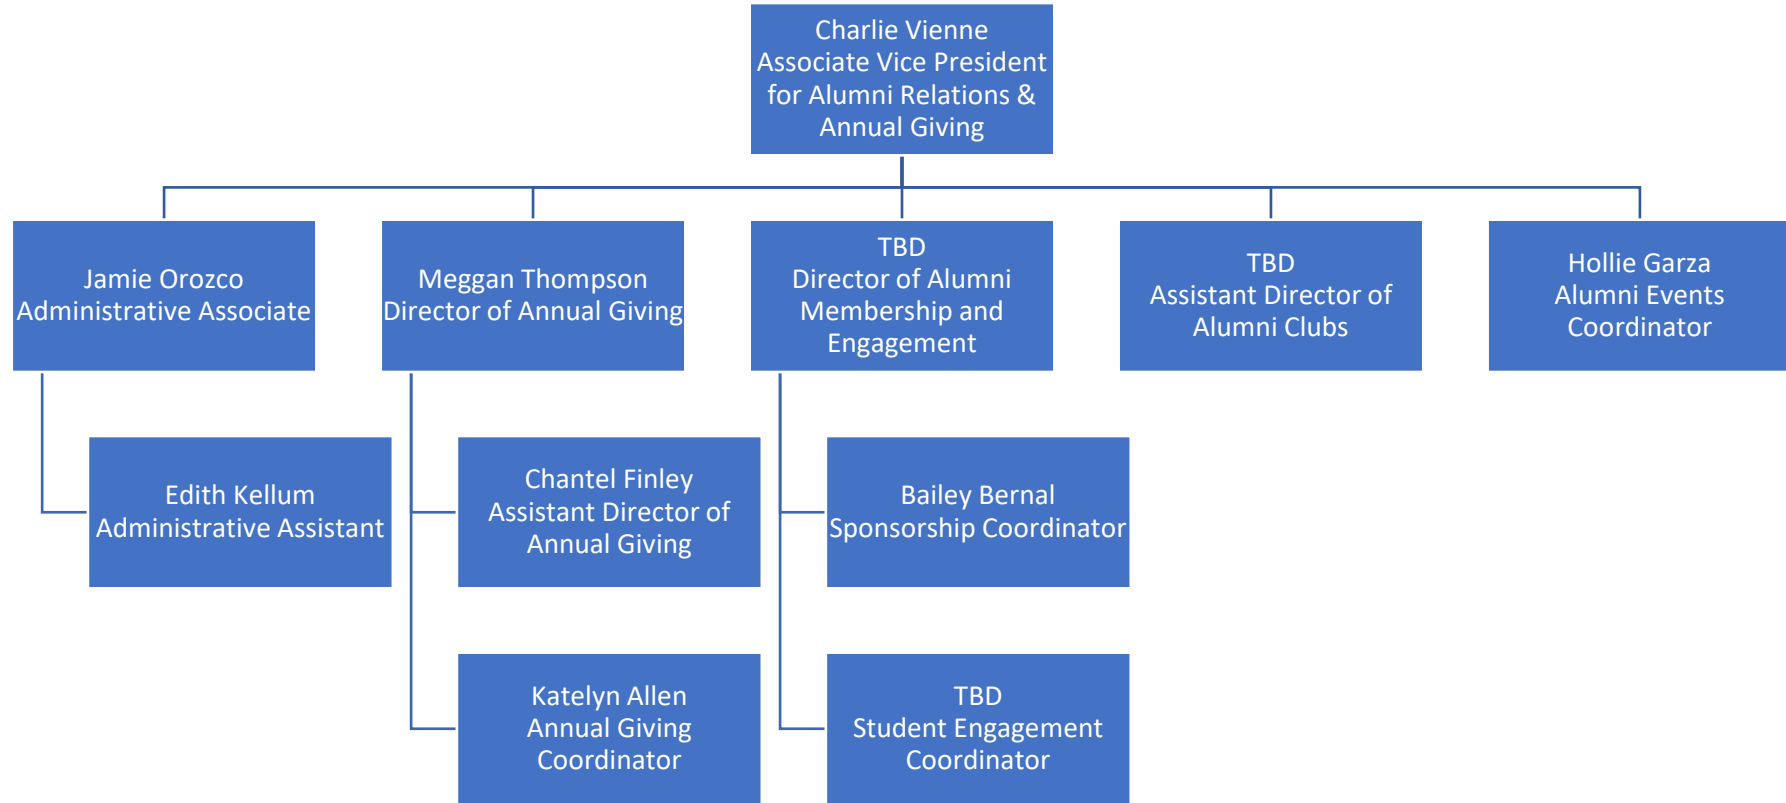 Charlie Vienne
Associate Vice President
for Alumni Relations &
Annual Giving
Jamie Orozco
Administrative Associate
Meggan Thompson
Director of Annual Giving
TBD
Director of Alumni
Membership and
Engagement
TBD
Assistant Director of
Alumni Clubs
Hollie Garza
Alumni Events
Coordinator
Edith Kellum
Administrative Assistant
Chantel Finley
Assistant Director of
Annual Giving
Bailey Bernal
Sponsorship Coordinator
Katelyn Allen
Annual Giving
Coordinator
TBD
Student Engagement
Coordinator